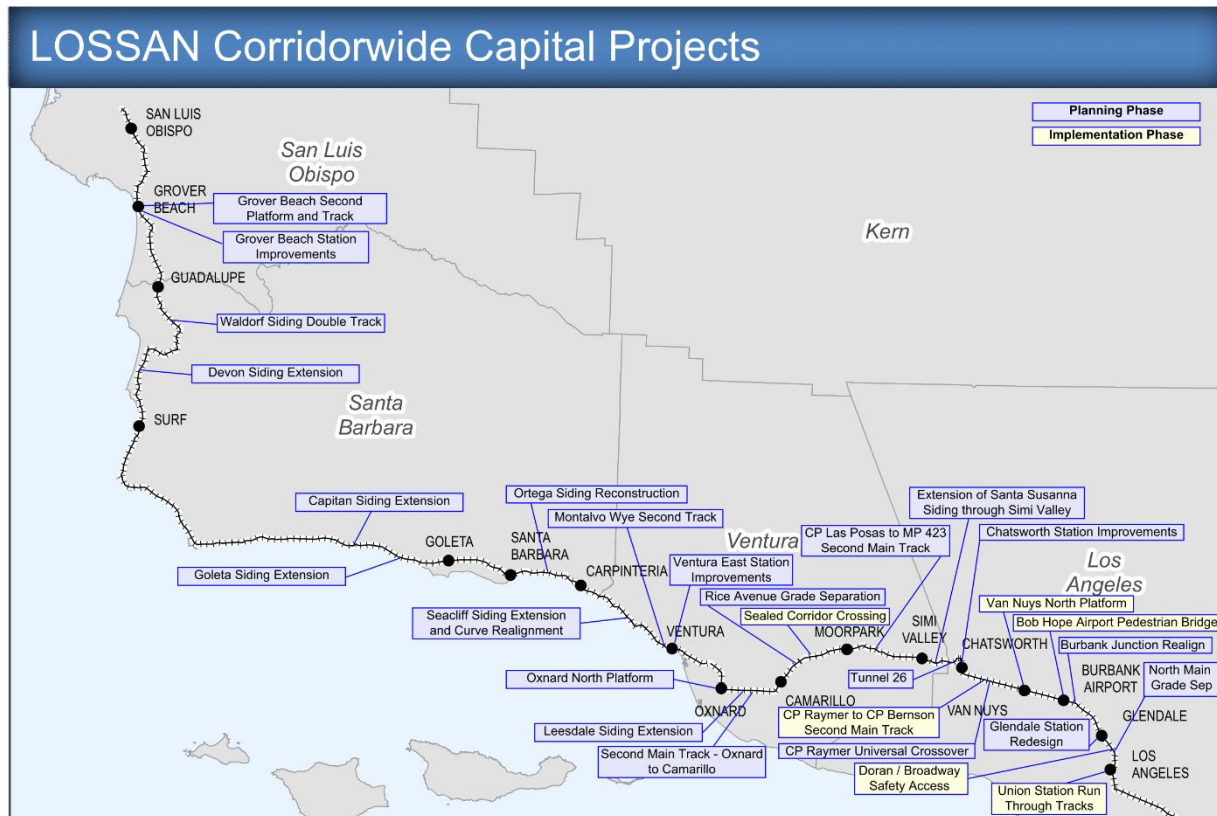 LOSSAN Corridorwide Capital Projects
Planning Phase
Implementation Phase
SAN LUIS
OBISPO
San Luis
Obispo
GROVER
BEACH
Grover Beach Second
Platform and Track
Grover Beach Station
Improvements
Kern
GUADALUPE
Waldorf Siding Double Track
Devon Siding Extension
Santa
Barbara
SURF
Capitan Siding Extension
Ortega Siding Reconstruction
Montalvo Wye Second Track
Extension of Santa Susanna
Siding through Simi Valley
CP Las Posas to MP 423
Second Main Track
Chatsworth Station Improvements
Ventura
GOLETA
SANTA
BARBARA
Goleta Siding Extension
CARPINTERIA
Ventura East Station
Improvements
Los
Angeles
Rice Avenue Grade Separation
Van Nuys North Platform
Seacliff Siding Extension
and Curve Realignment
Sealed Corridor Crossing
Bob Hope Airport Pedestrian Bridge
VENTURA
MOORPARK
SIMI
VALLEY
CHATSWORTH
Burbank Junction Realign
Oxnard North Platform
Tunnel 26
BURBANK
AIRPORT
North Main
Grade Sep
OXNARD
CAMARILLO
VAN NUYS
GLENDALE
CP Raymer to CP Bernson
Second Main Track
Leesdale Siding Extension
Glendale Station
Redesign
Second Main Track - Oxnard
to Camarillo
CP Raymer Universal Crossover
LOS
ANGELES
Doran / Broadway
Safety Access
Union Station Run
Through Tracks